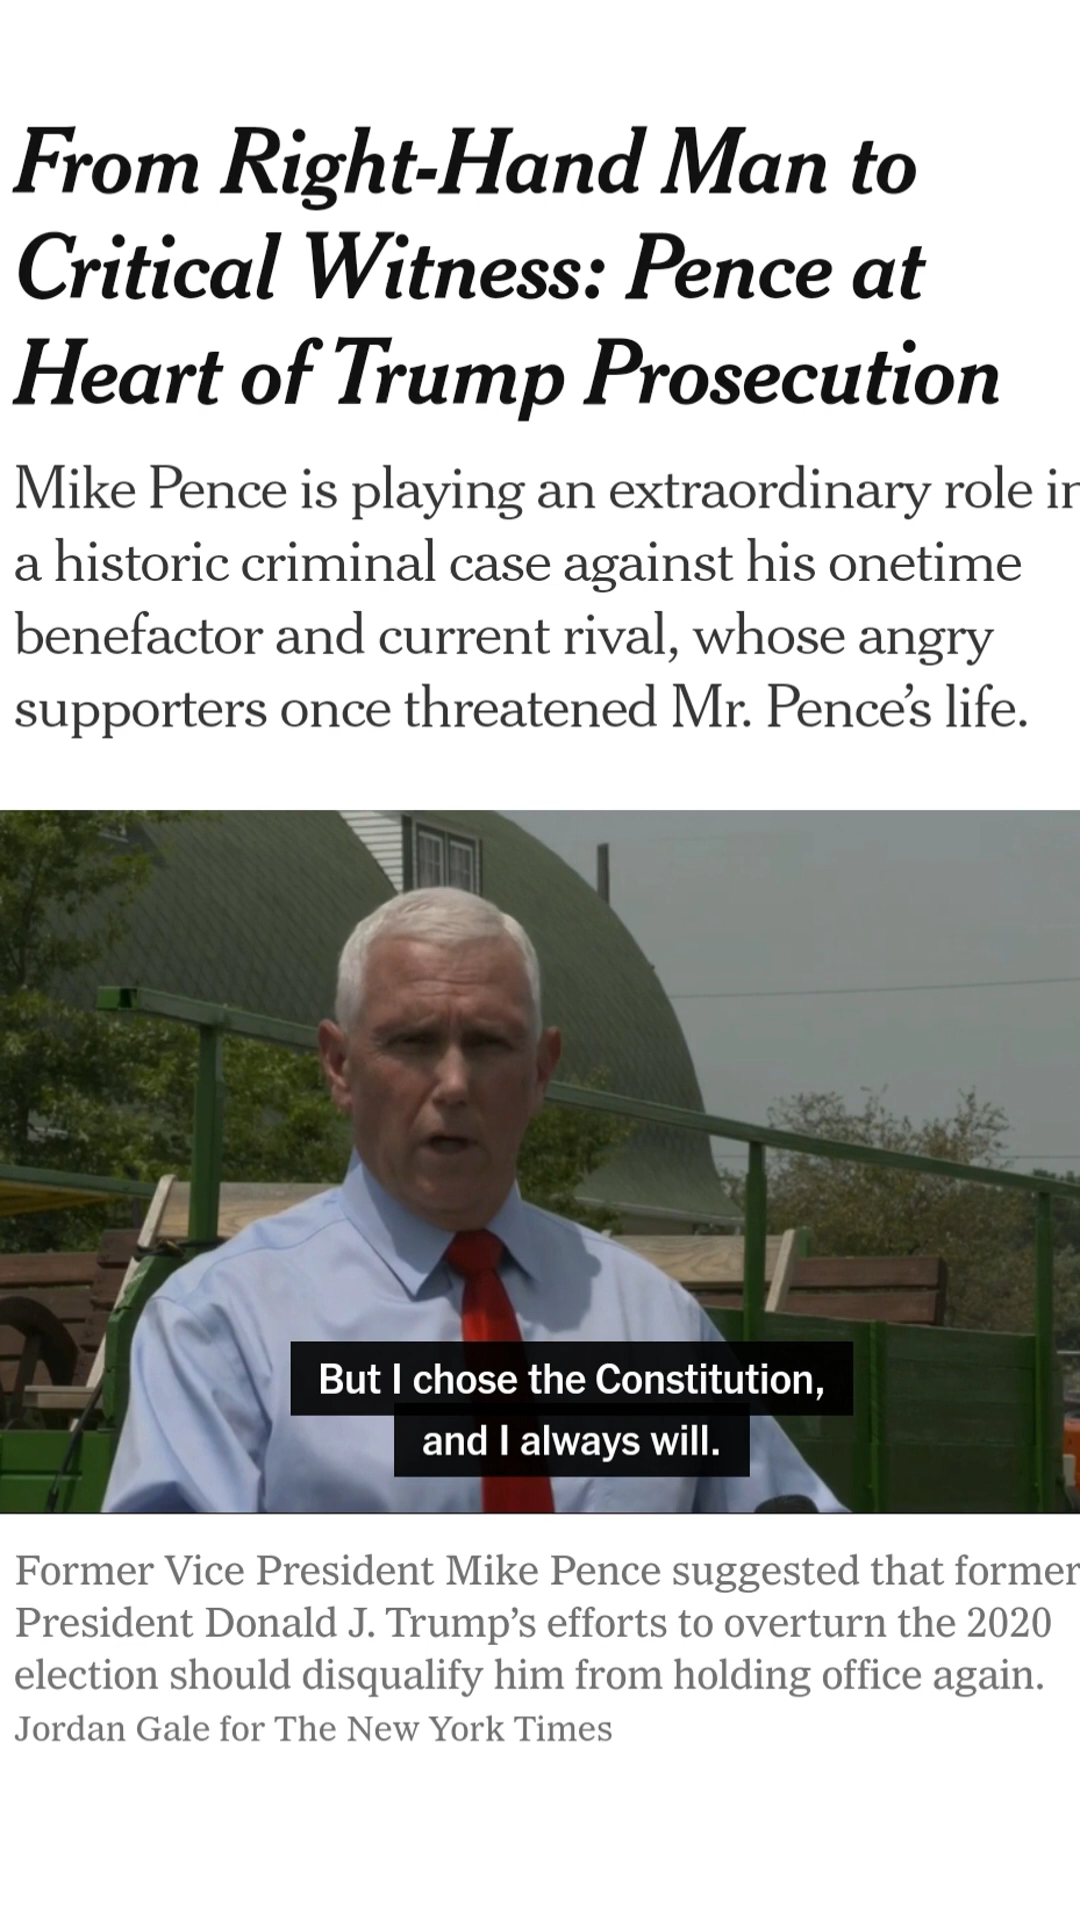 From Right-Hand Man to
Critical Witness: Pence at
Heart of Trump Prosecution
Mike Pence is playing an extraordinary role in
a historic criminal case against his onetime
benefactor and current rival, whose angry
supporters once threatened Mr. Pence’s life.
But I chose the Constitution,
and I always will.
Former Vice President Mike Pence suggested that former
President Donald J. Trump’s efforts to overturn the 2020
election should disqualify him from holding office again.
Jordan Gale for The New York Times